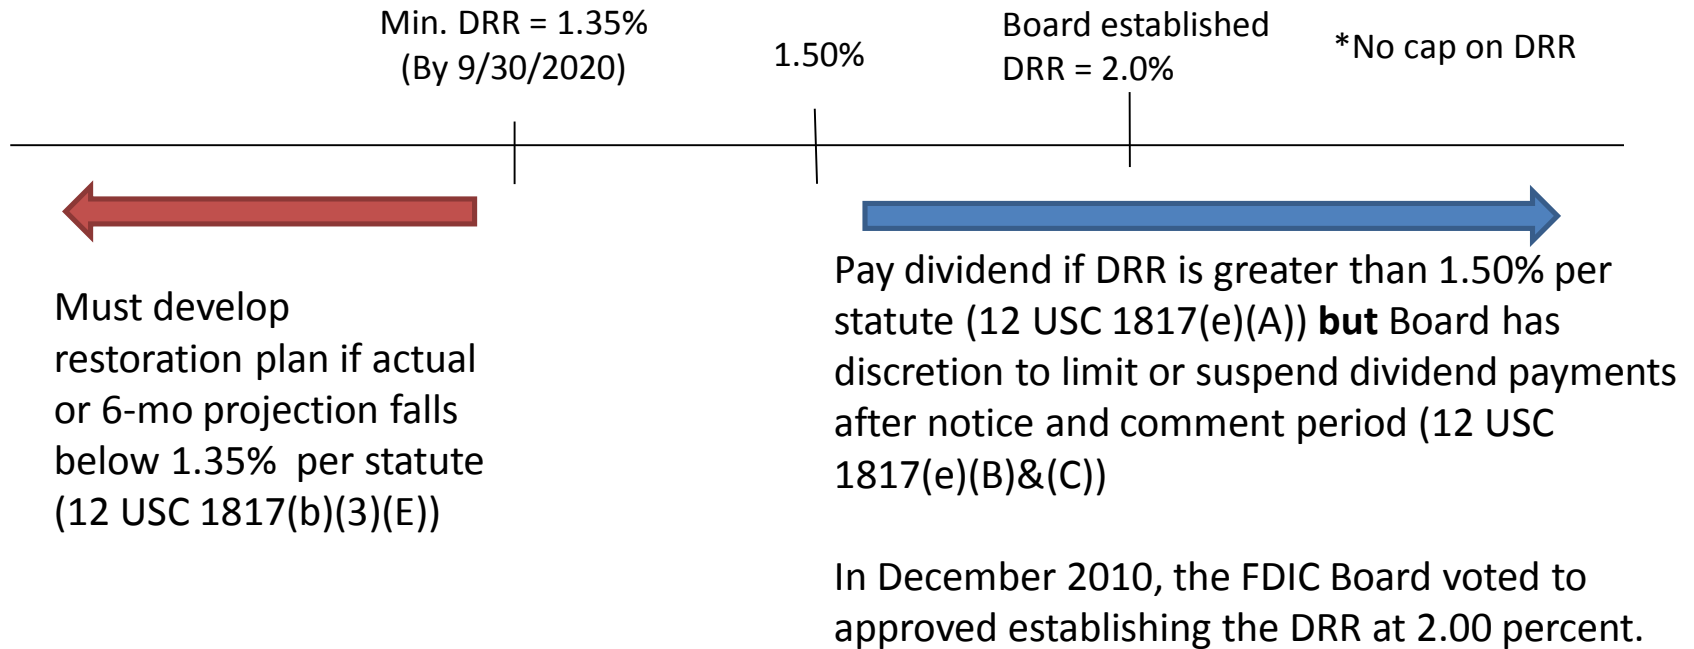 Min. DRR = 1.35%
(By 9/30/2020)
1.50%
Board established
DRR = 2.0%
*No cap on DRR
Must develop
restoration plan if actual
or 6-mo projection falls
below 1.35% per statute
(12 USC 1817(b)(3)(E))
Pay dividend if DRR is greater than 1.50% per
statute (12 USC 1817(e)(A)) but Board has
discretion to limit or suspend dividend payments
after notice and comment period (12 USC
1817(e)(B)&(C))
In December 2010, the FDIC Board voted to
approved establishing the DRR at 2.00 percent.